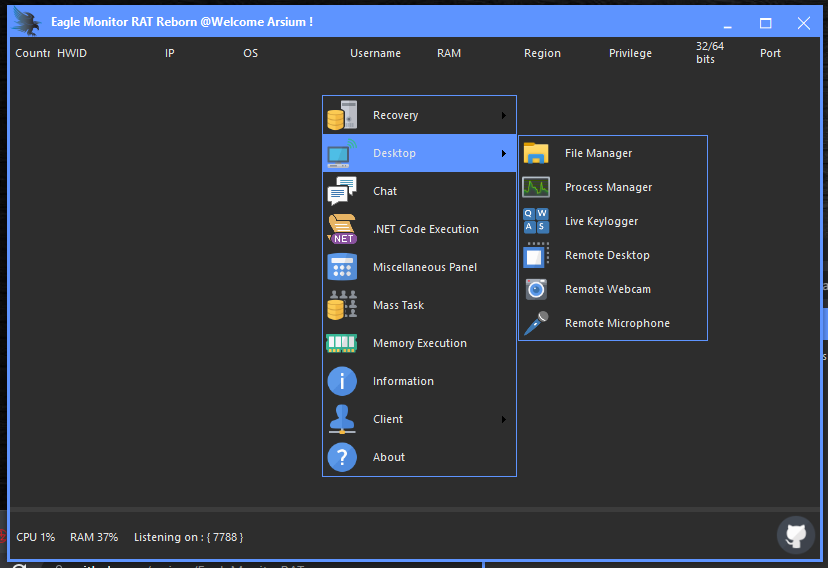 Eagle Monitor RAT Reborn @Welcome Arsium !
Countr HWID IP OS Username RAM Region Privilege 32/64 bits Port
Recovery
Desktop
Chat
.NET Code Execution
Miscellaneous Panel
Mass Task
Memory Execution
Information
Client
About
File Manager
Process Manager
Live Keylogger
Remote Desktop
Remote Webcam
Remote Microphone
NET
Q W
A S
CPU 1% RAM 37% Listening on : { 7788 }